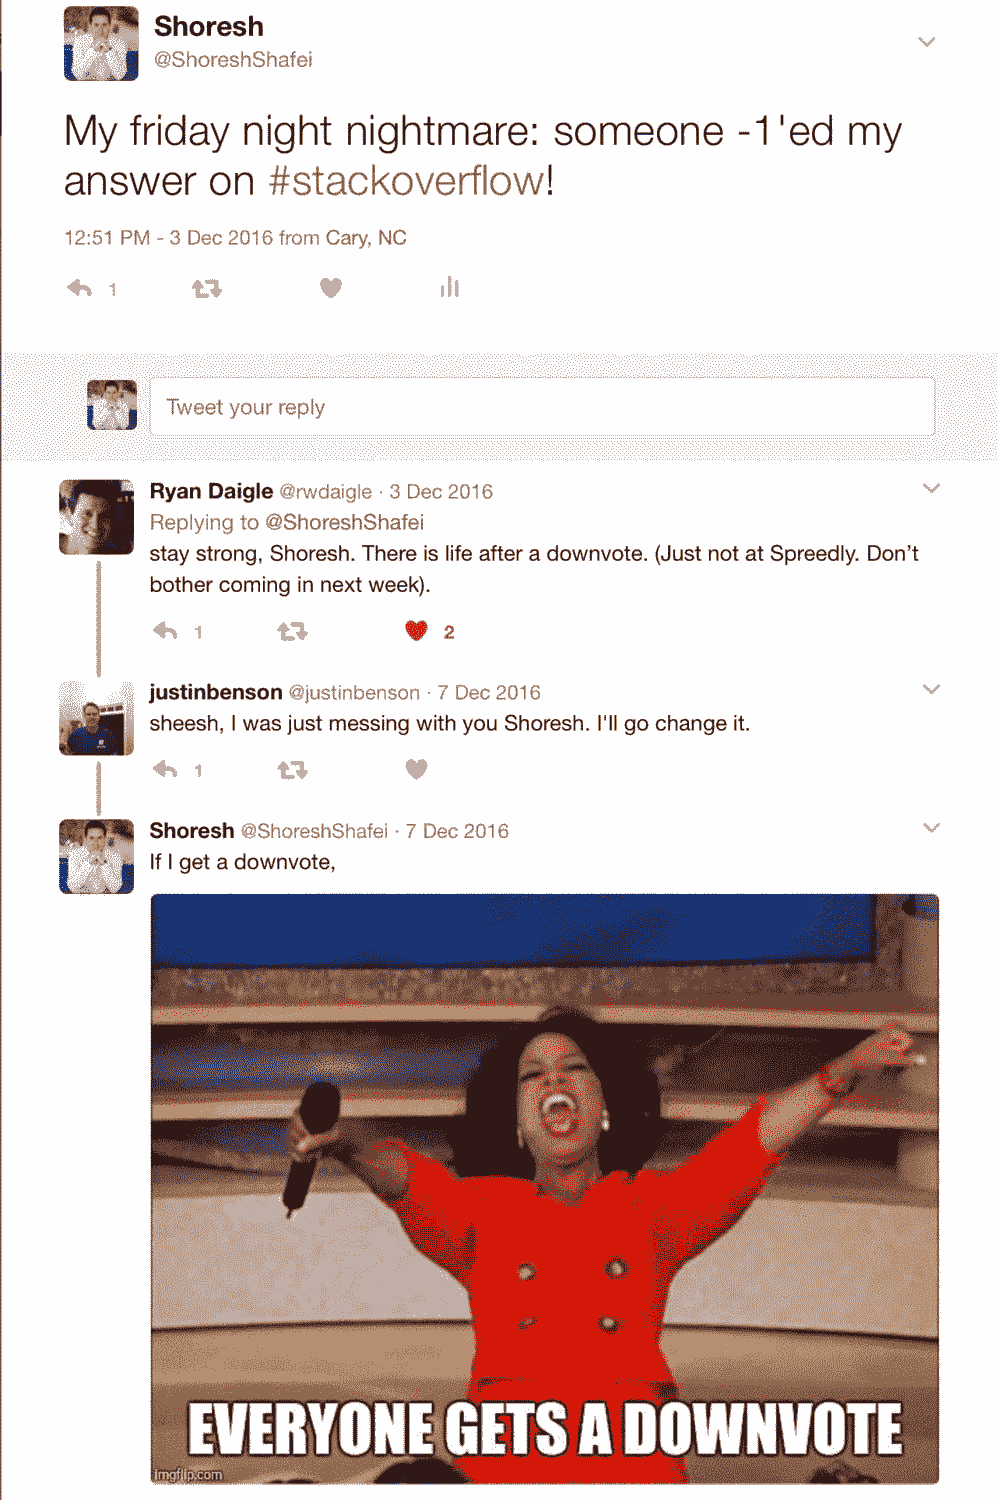 Shoresh
@ShoreshShafei
My friday night nightmare: someone -1'ed my
answer on #stackoverflow!
12:51 PM - 3 Dec 2016 from Cary, NC
1
Tweet your reply
Ryan Daigle @rwdaigle · 3 Dec 2016
Replying to @ShoreshShafei
stay strong, Shoresh. There is life after a downvote. (Just not at Spreedly. Don’t
bother coming in next week).
1 2
justinbenson @justinbenson · 7 Dec 2016
sheesh, I was just messing with you Shoresh. I'll go change it.
1
Shoresh @ShoreshShafei · 7 Dec 2016
If I get a downvote,
EVERYONE GETS A DOWNVOTE
imgflip.com